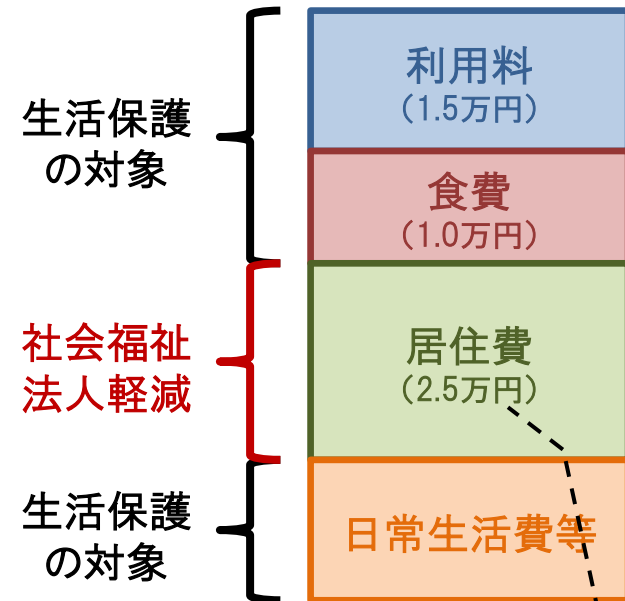 生活保護
の対象
利用料
（1.5万円）
食費
（1.0万円）
社会福祉
法人軽減
居住費
（2.5万円）
生活保護
の対象
日常生活費等